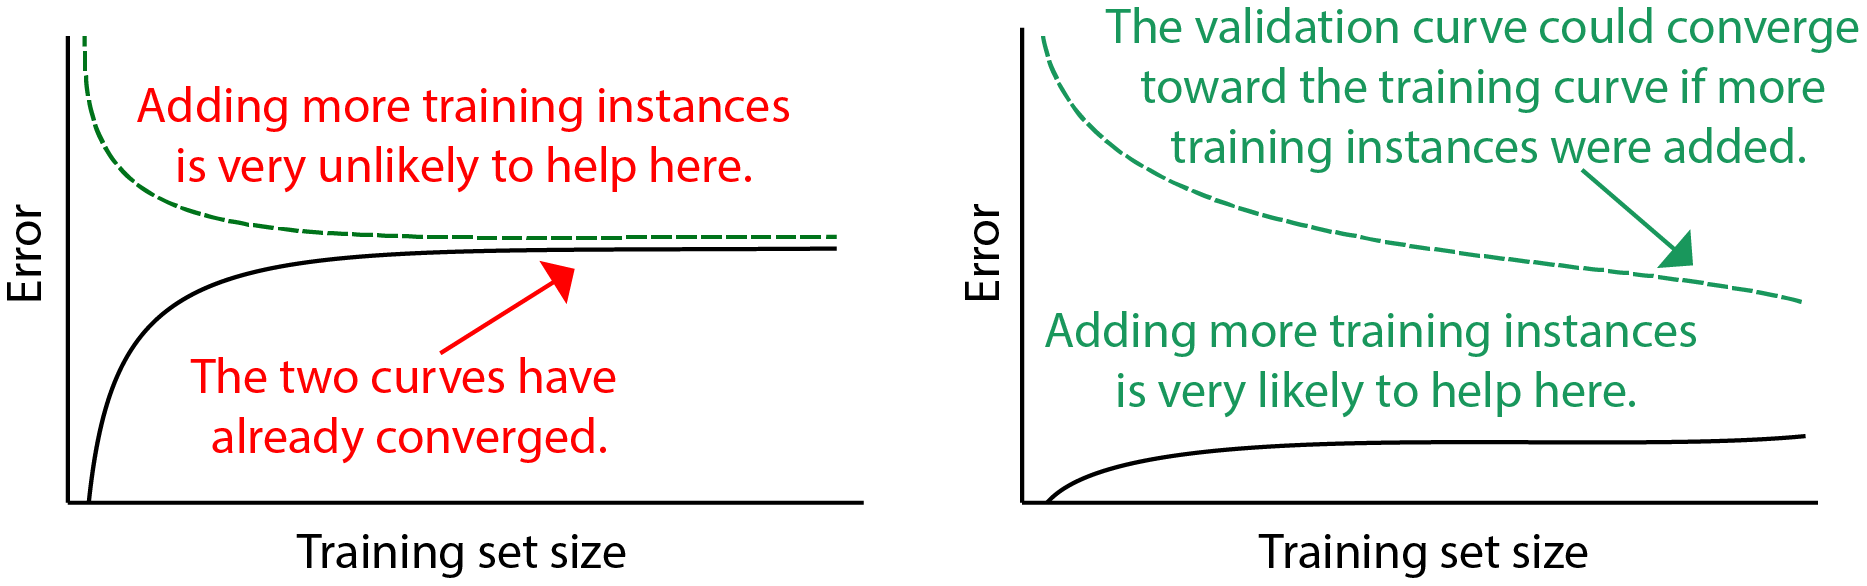 Error
Adding more training instances
is very unlikely to help here.
The two curves have
already converged.
Training set size
Error
The validation curve could converge
toward the training curve if more
training instances were added.
Adding more training instances
is very likely to help here.
Training set size